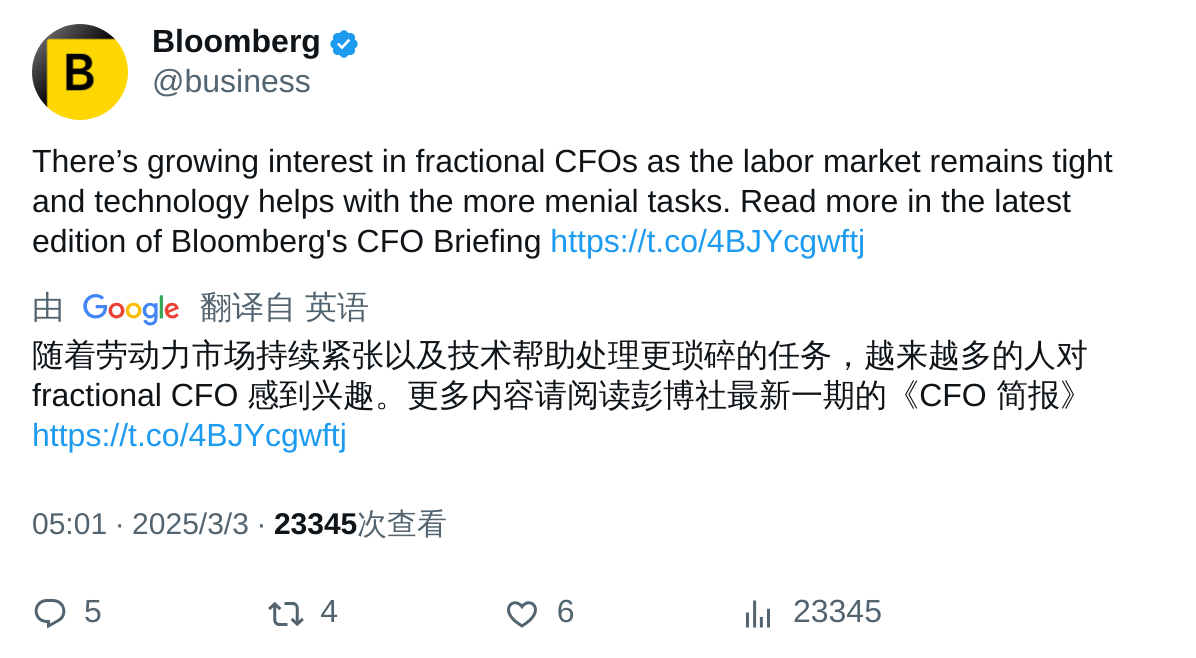 B
Bloomberg
@business
There’s growing interest in fractional CFOs as the labor market remains tight
and technology helps with the more menial tasks. Read more in the latest
edition of Bloomberg's CFO Briefing https://t.co/4BJYcgwftj
由 Google 翻译自 英语
随着劳动力市场持续紧张以及技术帮助处理更琐碎的任务，越来越多的人对
fractional CFO 感到兴趣。更多内容请阅读彭博社最新一期的《CFO 简报》
https://t.co/4BJYcgwftj
05:01 · 2025/3/3 · 23345次查看
5 4 6 23345